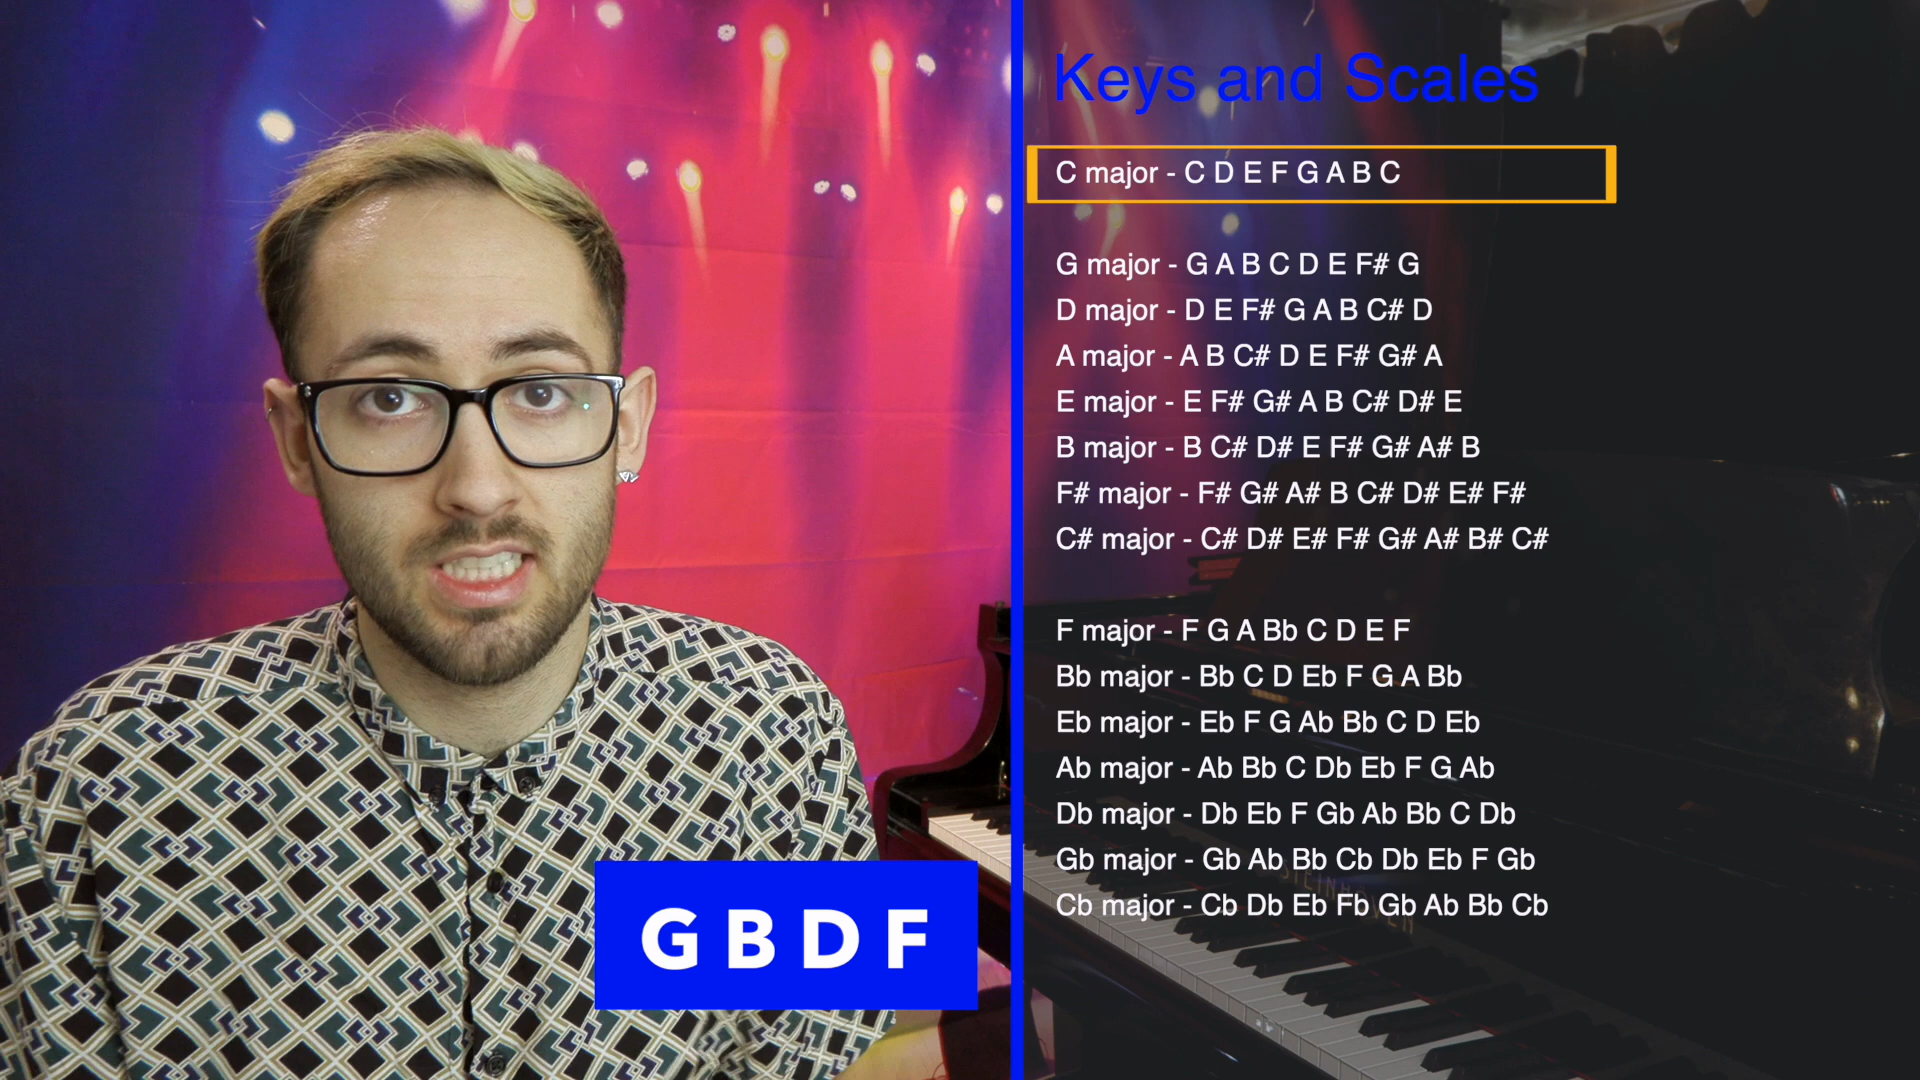 Keys and Scales
C major - C D E F G A B C
G major - G A B C D E F# G
D major - D E F# G A B C# D
A major - A B C# D E F# G# A
E major - E F# G# A B C# D# E
B major - B C# D# E F# G# A# B
F# major - F# G# A# B C# D# E# F#
C# major - C# D# E# F# G# A# B# C#
F major - F G A Bb C D E F
Bb major - Bb C D Eb F G A Bb
Eb major - Eb F G Ab Bb C D Eb
Ab major - Ab Bb C Db Eb F G Ab
Db major - Db Eb F Gb Ab Bb C Db
Gb major - Gb Ab Bb Cb Db Eb F Gb
Cb major - Cb Db Eb Fb Gb Ab Bb Cb
G B D F